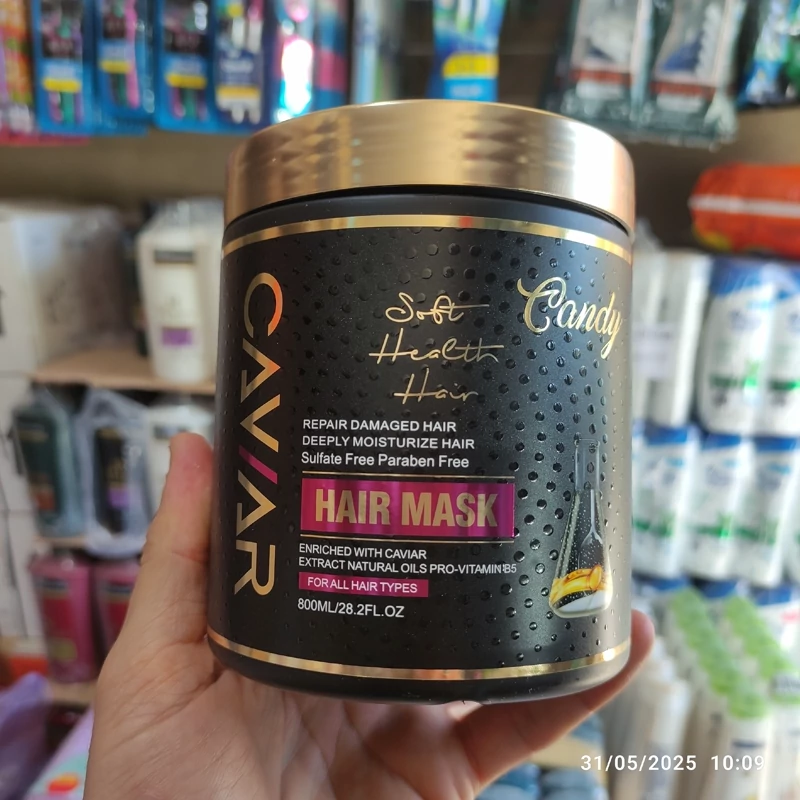 CAVIAR
Candy
Soft
Health
Hair
REPAIR DAMAGED HAIR
DEEPLY MOISTURIZE HAIR
Sulfate Free Paraben Free
HAIR MASK
ENRICHED WITH CAVIAR
EXTRACT NATURAL OILS PRO-VITAMIN B5
FOR ALL HAIR TYPES
800ML/28.2FL.OZ
31/05/2025 10:09